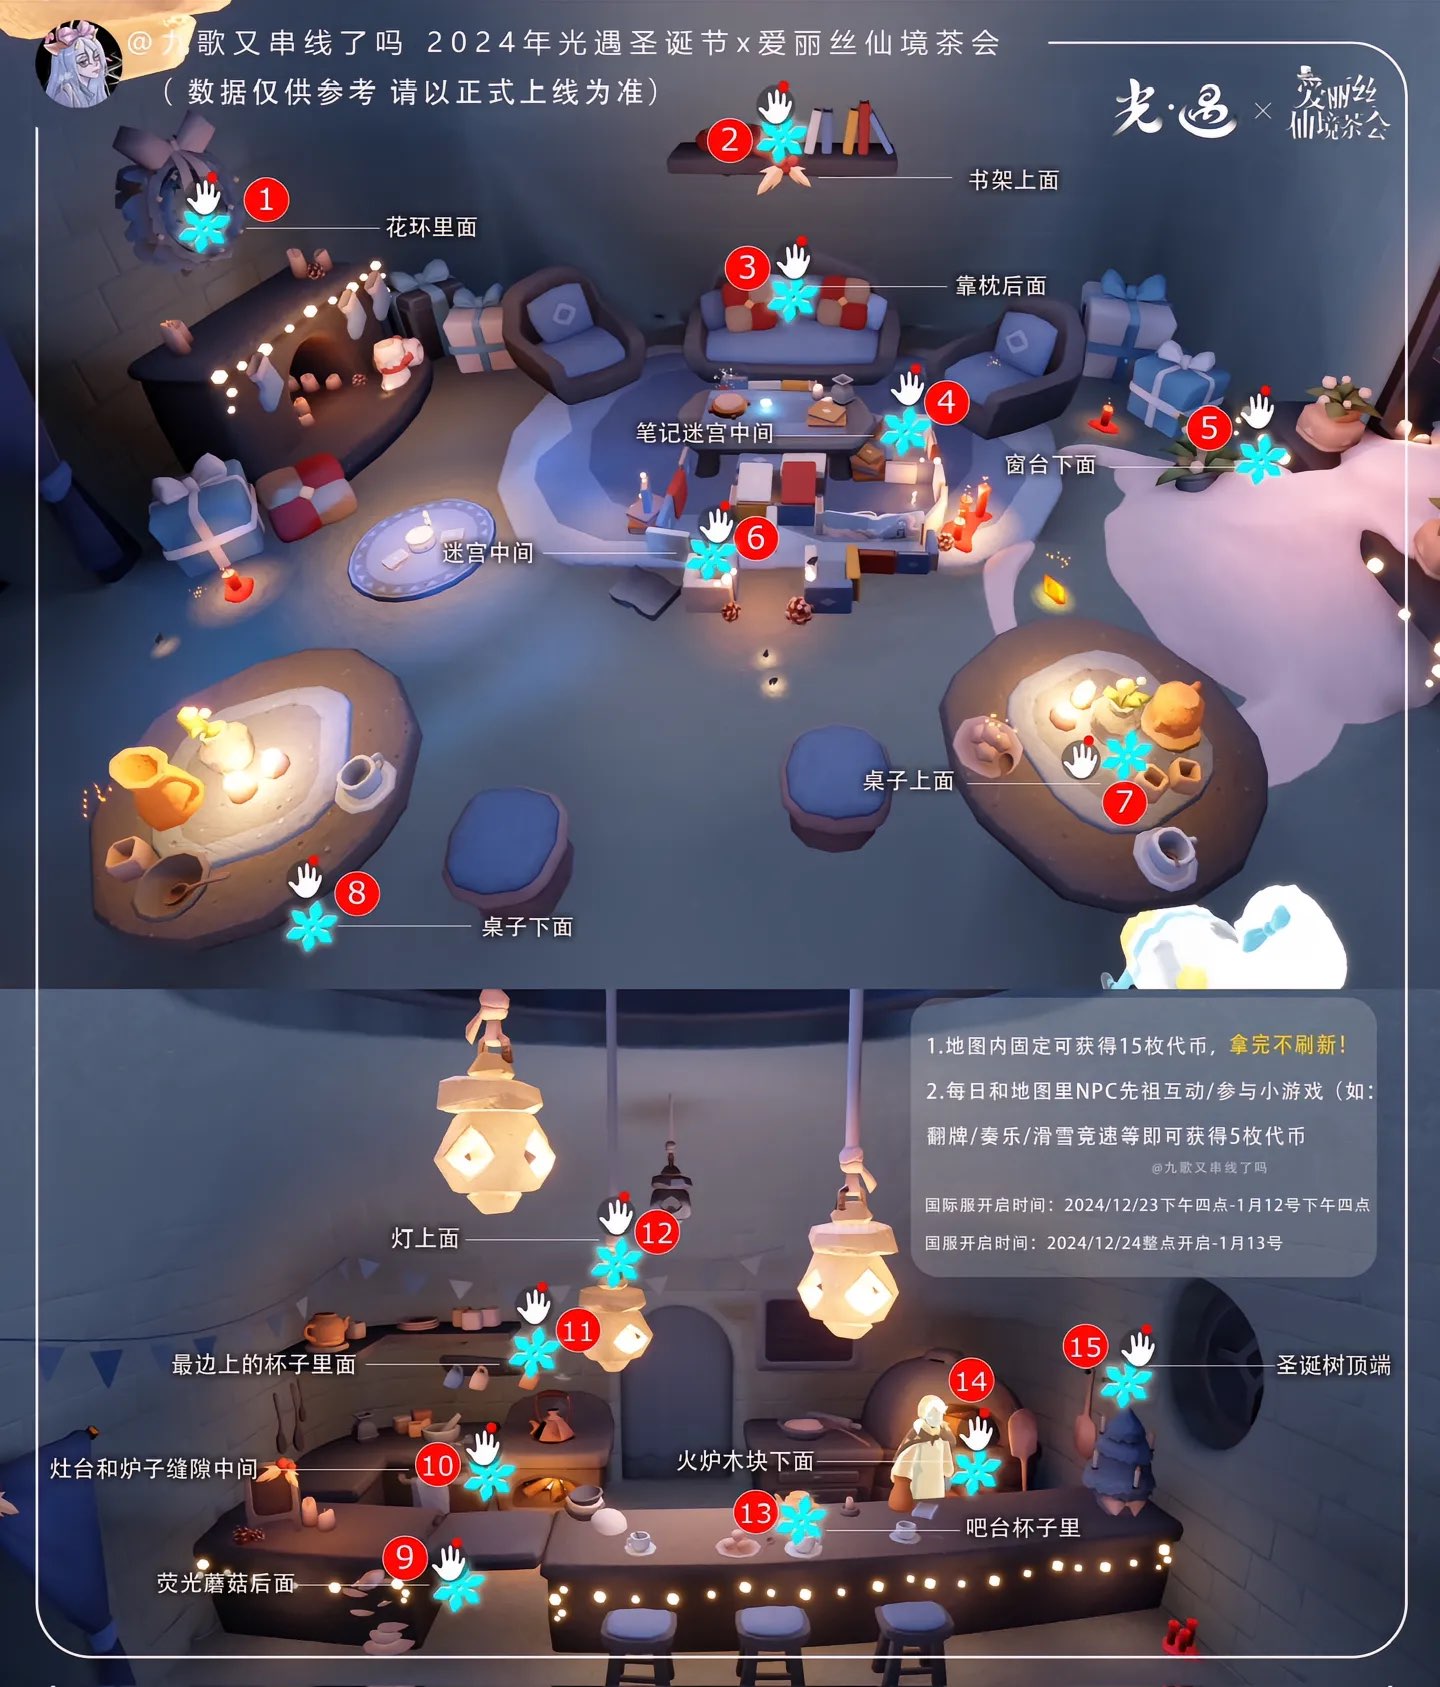 @九歌又串线了吗 2024年光遇圣诞节x爱丽丝仙境茶会
（ 数据仅供参考 请以正式上线为准）
光·遇 × 爱丽丝仙境茶会
1
花环里面
2
书架上面
3
靠枕后面
4
笔记迷宫中间
5
窗台下面
6
迷宫中间
7
桌子上面
8
桌子下面
1.地图内固定可获得15枚代币，拿完不刷新！
2.每日和地图里NPC先祖互动/参与小游戏（如：
翻牌/奏乐/滑雪竟速等即可获得5枚代币
@九歌又串线了吗
国际服开启时间：2024/12/23下午四点-1月12号下午四点
国服开启时间：2024/12/24整点开启-1月13号
12
灯上面
11
最边上的杯子里面
15
圣诞树顶端
14
火炉木块下面
10
灶台和炉子缝隙中间
13
吧台杯子里
9
荧光蘑菇后面